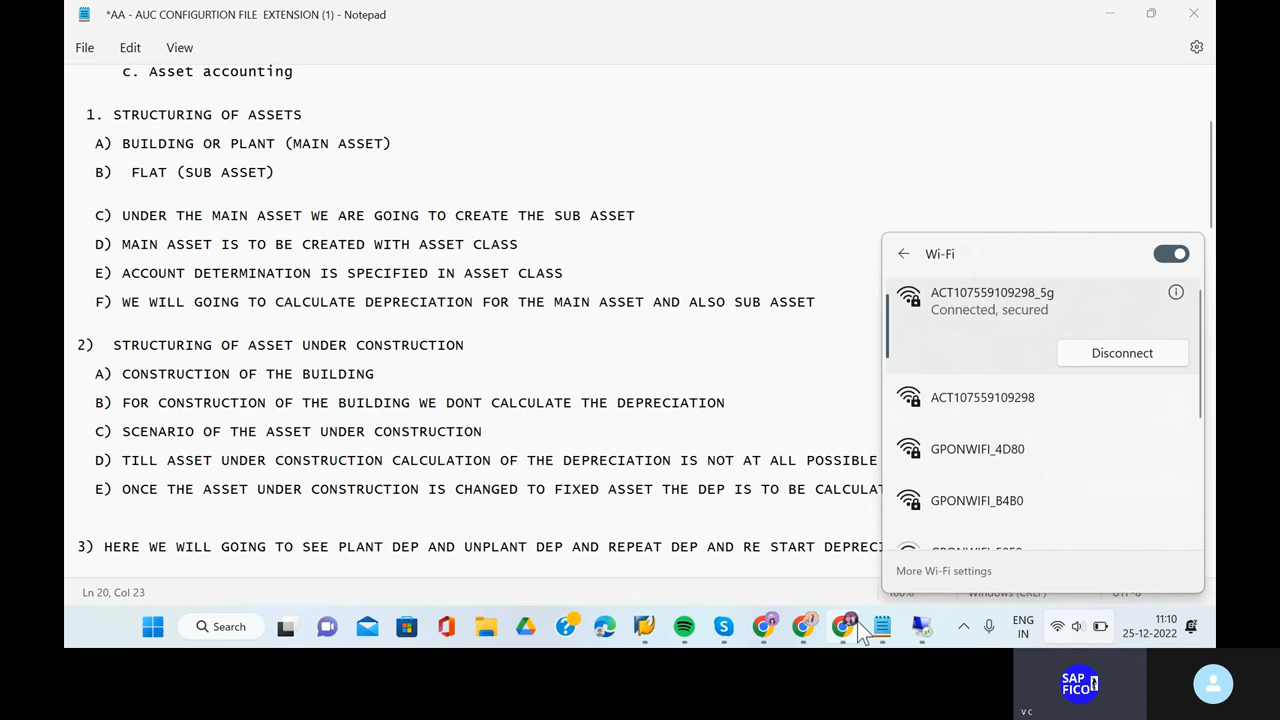 *AA - AUC CONFIGURTION FILE  EXTENSION (1) - Notepad
File Edit View
c. Asset accounting
1. STRUCTURING OF ASSETS
A) BUILDING OR PLANT (MAIN ASSET)
B)  FLAT (SUB ASSET)
C) UNDER THE MAIN ASSET WE ARE GOING TO CREATE THE SUB ASSET
D) MAIN ASSET IS TO BE CREATED WITH ASSET CLASS
E) ACCOUNT DETERMINATION IS SPECIFIED IN ASSET CLASS
F) WE WILL GOING TO CALCULATE DEPRECIATION FOR THE MAIN ASSET AND ALSO SUB ASSET
2)  STRUCTURING OF ASSET UNDER CONSTRUCTION
A) CONSTRUCTION OF THE BUILDING
B) FOR CONSTRUCTION OF THE BUILDING WE DONT CALCULATE THE DEPRECIATION
C) SCENARIO OF THE ASSET UNDER CONSTRUCTION
D) TILL ASSET UNDER CONSTRUCTION CALCULATION OF THE DEPRECIATION IS NOT AT ALL POSSIBLE
E) ONCE THE ASSET UNDER CONSTRUCTION IS CHANGED TO FIXED ASSET THE DEP IS TO BE CALCULAT
3) HERE WE WILL GOING TO SEE PLANT DEP AND UNPLANT DEP AND REPEAT DEP AND RE START DEPREC
Ln 20, Col 23
Wi-Fi
ACT107559109298_5g
Connected, secured
Disconnect
ACT107559109298
GPONWIFI_4D80
GPONWIFI_B4B0
More Wi-Fi settings
Search
ENG
IN
11:10
25-12-2022
SAP
FICO
v c